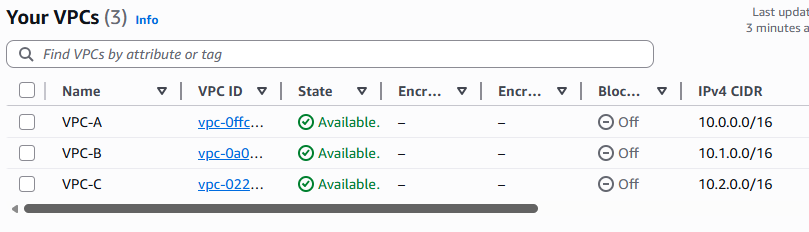 Your VPCs (3) Info
Last updat
3 minutes a
Find VPCs by attribute or tag
Name VPC ID State Encr... Encr... Bloc... IPv4 CIDR
VPC-A vpc-0ffc... Available. – – Off 10.0.0.0/16
VPC-B vpc-0a0... Available. – – Off 10.1.0.0/16
VPC-C vpc-022... Available. – – Off 10.2.0.0/16